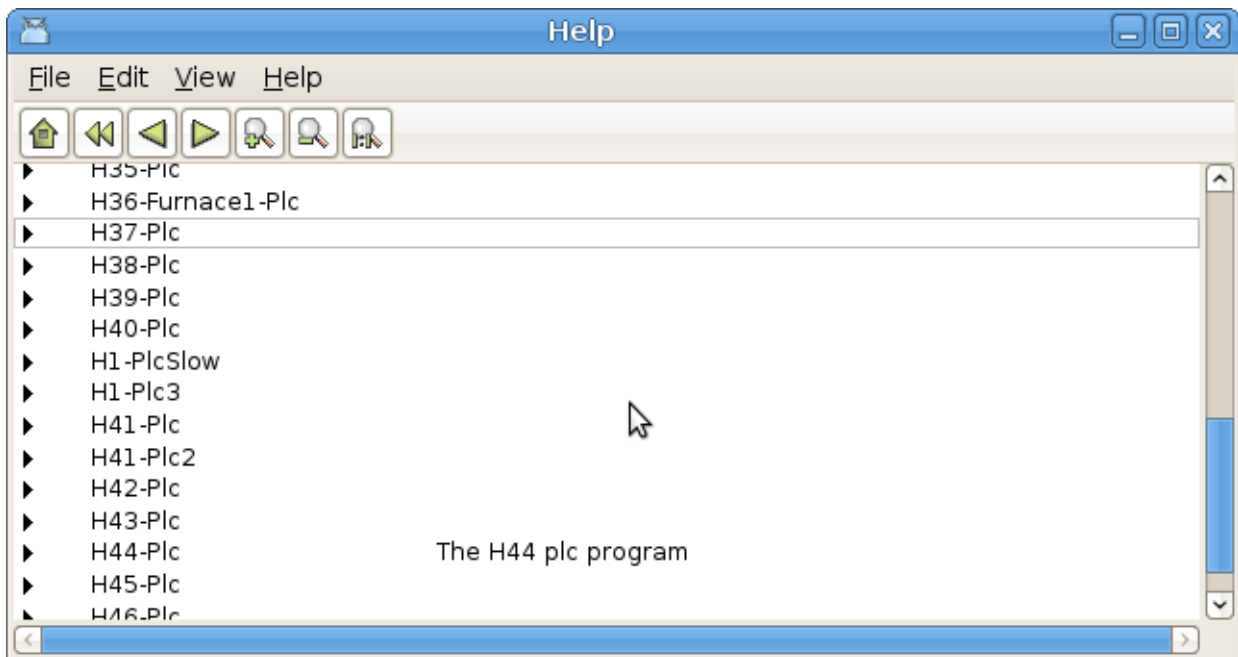 Help
File Edit View Help
H35-Plc
H36-Furnace1-Plc
H37-Plc
H38-Plc
H39-Plc
H40-Plc
H1-PlcSlow
H1-Plc3
H41-Plc
H41-Plc2
H42-Plc
H43-Plc
H44-Plc The H44 plc program
H45-Plc
H46-Plc